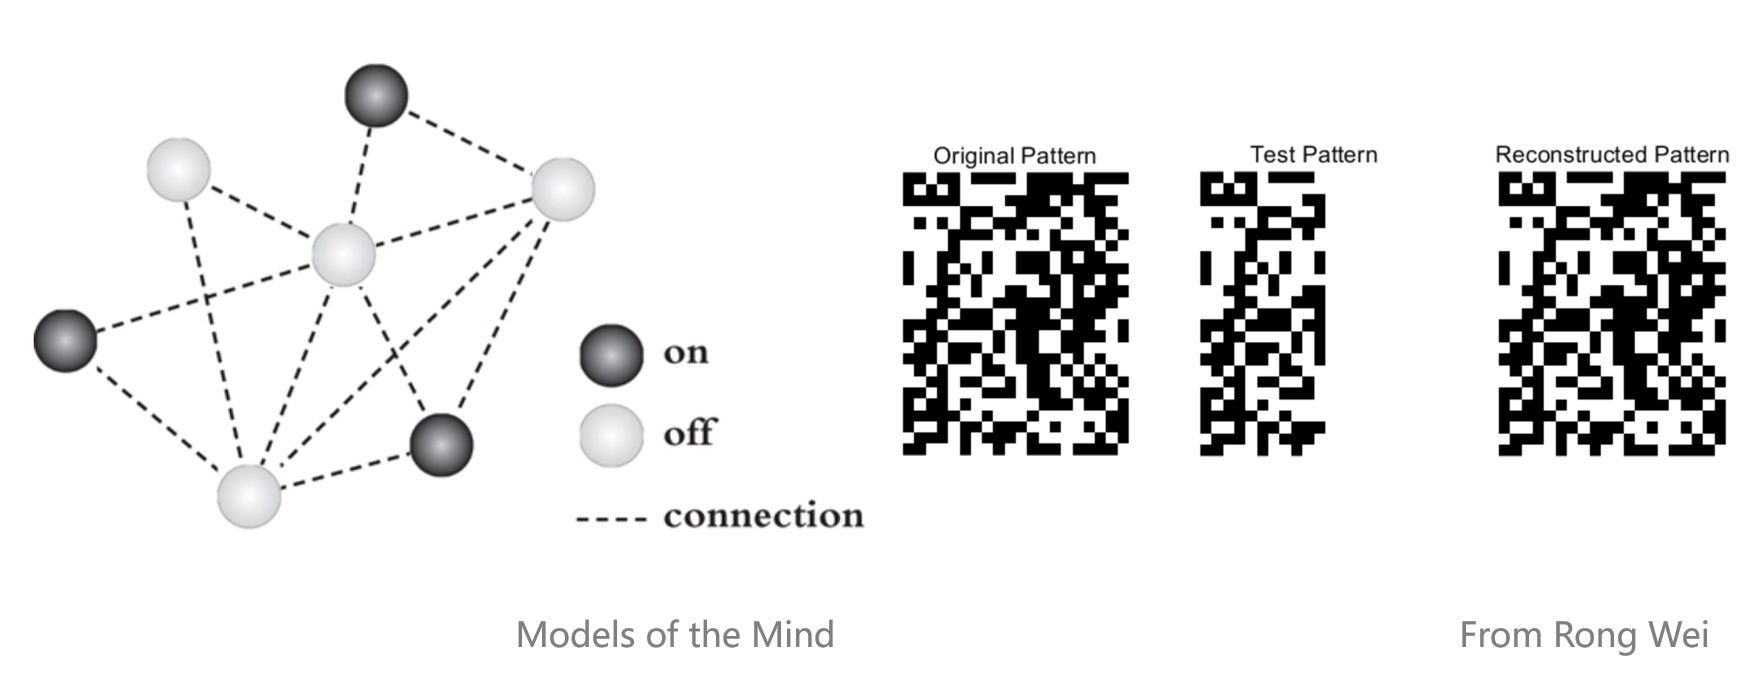 on
off
connection
Original Pattern
Test Pattern
Reconstructed Pattern
Models of the Mind
From Rong Wei